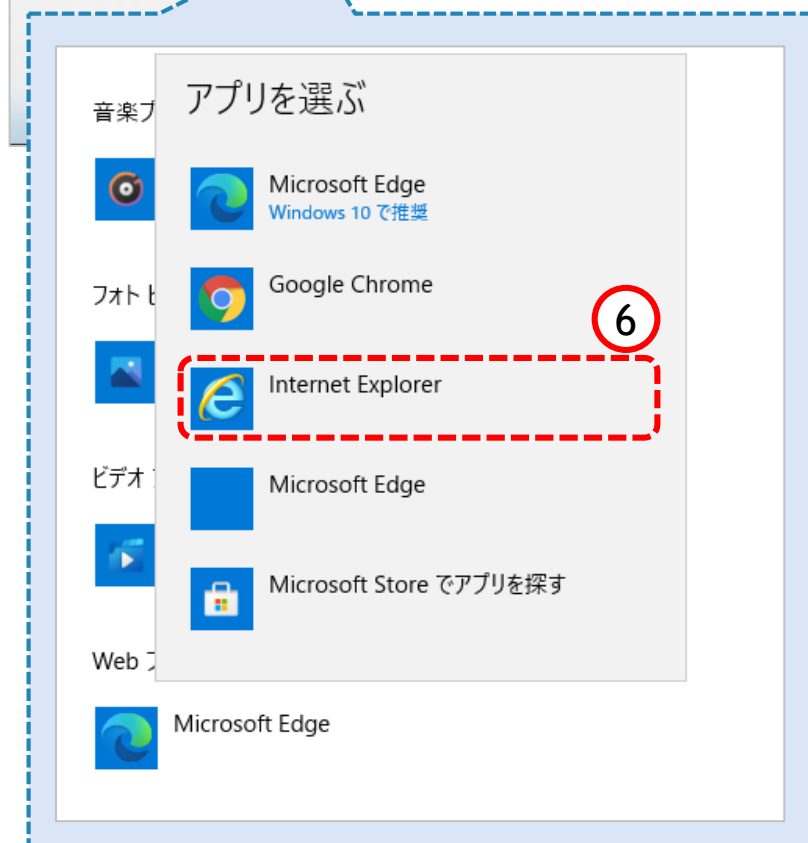 音楽プ
アプリを選ぶ
Microsoft Edge
Windows 10 で推奨
フォト ビ
Google Chrome
6
Internet Explorer
ビデオ
Microsoft Edge
Microsoft Store でアプリを探す
Web ブ
Microsoft Edge